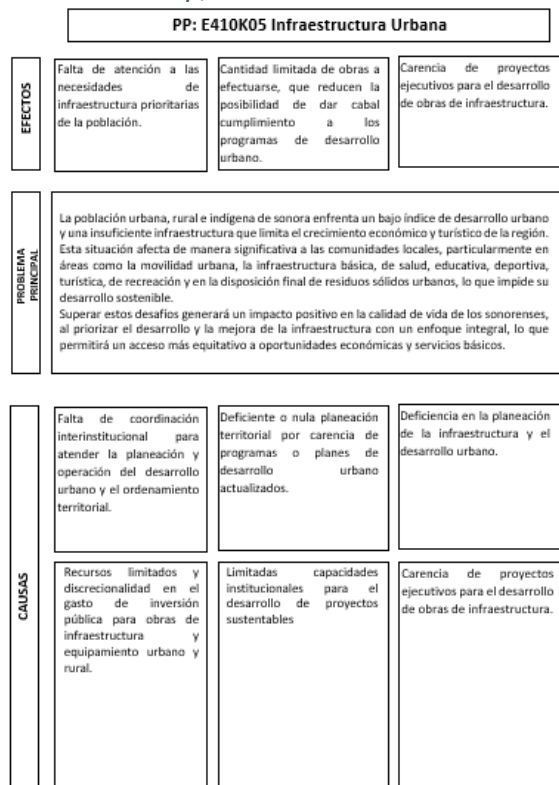 PP: E410K05 Infraestructura Urbana
EFECTOS
Falta de atención a las
necesidades de
infraestructura prioritarias
de la población.
Cantidad limitada de obras a
efectuarse, que reducen la
posibilidad de dar cabal
cumplimiento a los
programas de desarrollo
urbano.
Carencia de proyectos
ejecutivos para el desarrollo
de obras de infraestructura.
PROBLEMA
PRINCIPAL
La población urbana, rural e indígena de sonora enfrenta un bajo índice de desarrollo urbano
y una insuficiente infraestructura que limita el crecimiento económico y turístico de la región.
Esta situación afecta de manera significativa a las comunidades locales, particularmente en
áreas como la movilidad urbana, la infraestructura básica, de salud, educativa, deportiva,
turística, de recreación y en la disposición final de residuos sólidos urbanos, lo que impide su
desarrollo sostenible.
Superar estos desafíos generará un impacto positivo en la calidad de vida de los sonorenses,
al priorizar el desarrollo y la mejora de la infraestructura con un enfoque integral, lo que
permitirá un acceso más equitativo a oportunidades económicas y servicios básicos.
CAUSAS
Falta de coordinación
interinstitucional para
atender la planeación y
operación del desarrollo
urbano y el ordenamiento
territorial.
Deficiente o nula planeación
territorial por carencia de
programas o planes de
desarrollo urbano
actualizados.
Deficiencia en la planeación
de la infraestructura y el
desarrollo urbano.
Recursos limitados y
discrecionalidad en el
gasto de inversión
pública para obras de
infraestructura y
equipamiento urbano y
rural.
Limitadas capacidades
institucionales para el
desarrollo de proyectos
sustentables
Carencia de proyectos
ejecutivos para el desarrollo
de obras de infraestructura.